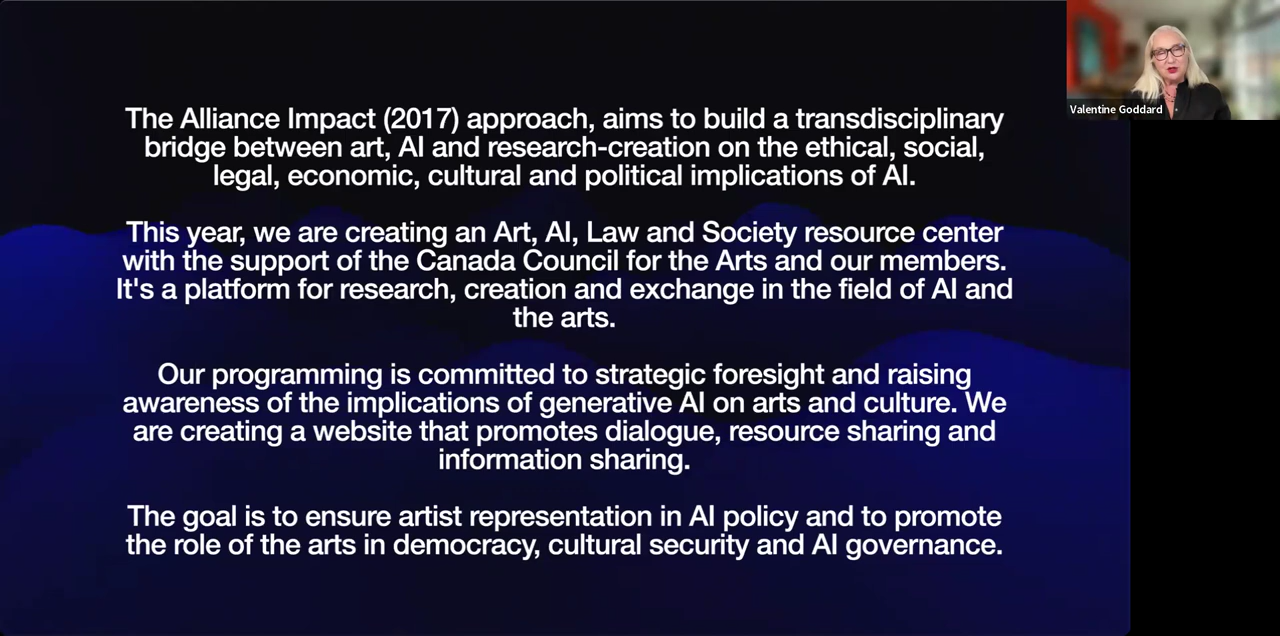 The Alliance Impact (2017) approach, aims to build a transdisciplinary
bridge between art, AI and research-creation on the ethical, social,
legal, economic, cultural and political implications of AI.
This year, we are creating an Art, AI, Law and Society resource center
with the support of the Canada Council for the Arts and our members.
It's a platform for research, creation and exchange in the field of AI and
the arts.
Our programming is committed to strategic foresight and raising
awareness of the implications of generative AI on arts and culture. We
are creating a website that promotes dialogue, resource sharing and
information sharing.
The goal is to ensure artist representation in AI policy and to promote
the role of the arts in democracy, cultural security and AI governance.
Valentine Goddard